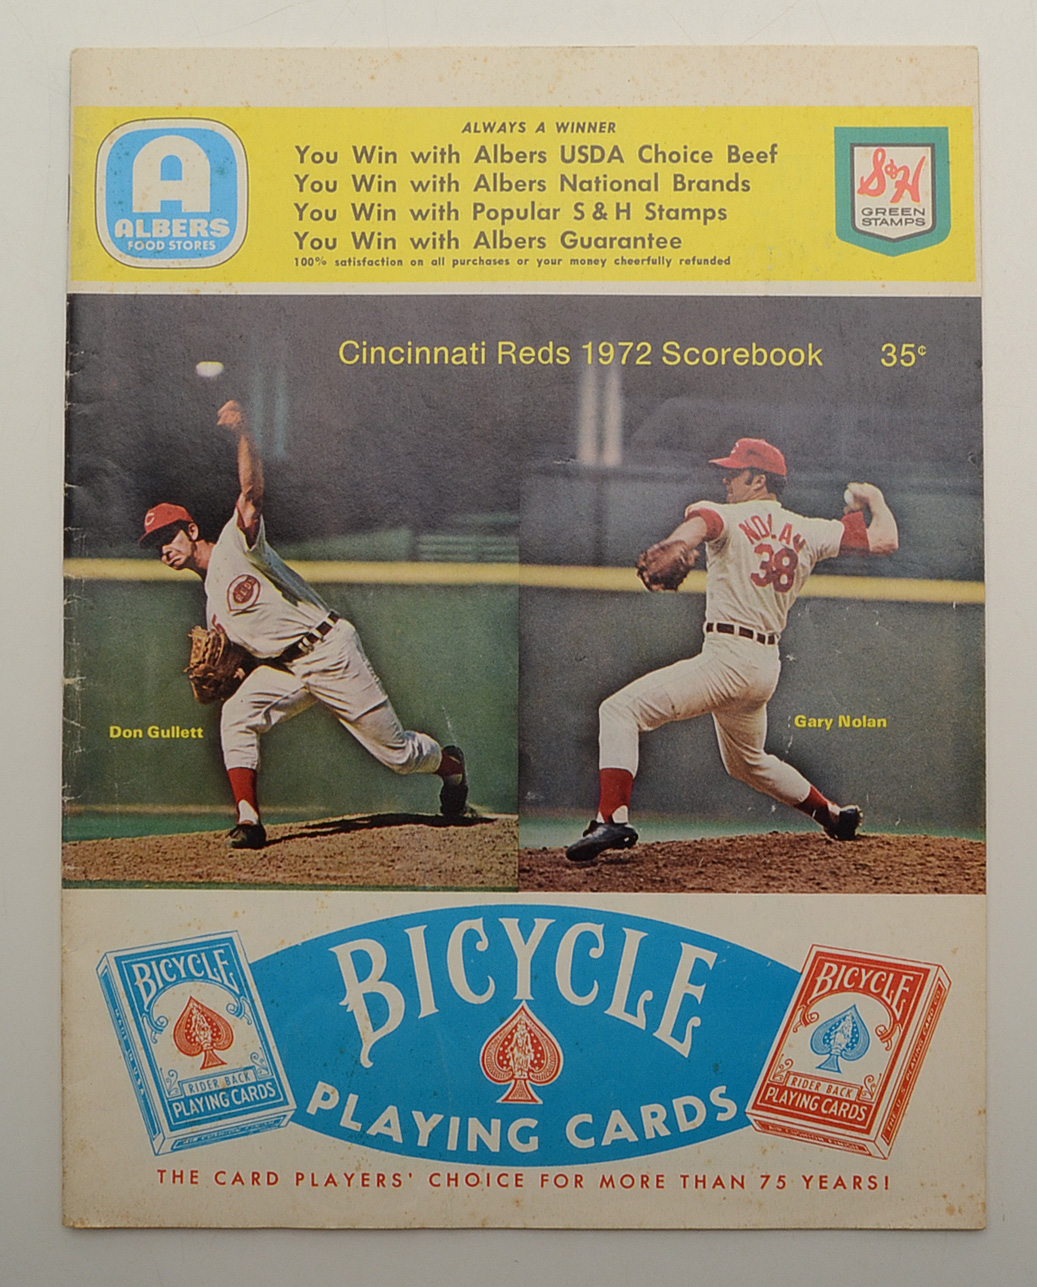 A
ALBERS
FOOD STORES
ALWAYS A WINNER
You Win with Albers USDA Choice Beef
You Win with Albers National Brands
You Win with Popular S & H Stamps
You Win with Albers Guarantee
100% satisfaction on all purchases or your money cheerfully refunded
S&H
GREEN
STAMPS
Cincinnati Reds 1972 Scorebook 35¢
C
REDS
NOLAN
38
Don Gullett
Gary Nolan
BICYCLE
RIDER BACK
PLAYING CARDS
BICYCLE
PLAYING CARDS
BICYCLE
RIDER BACK
PLAYING CARDS
THE CARD PLAYERS' CHOICE FOR MORE THAN 75 YEARS!